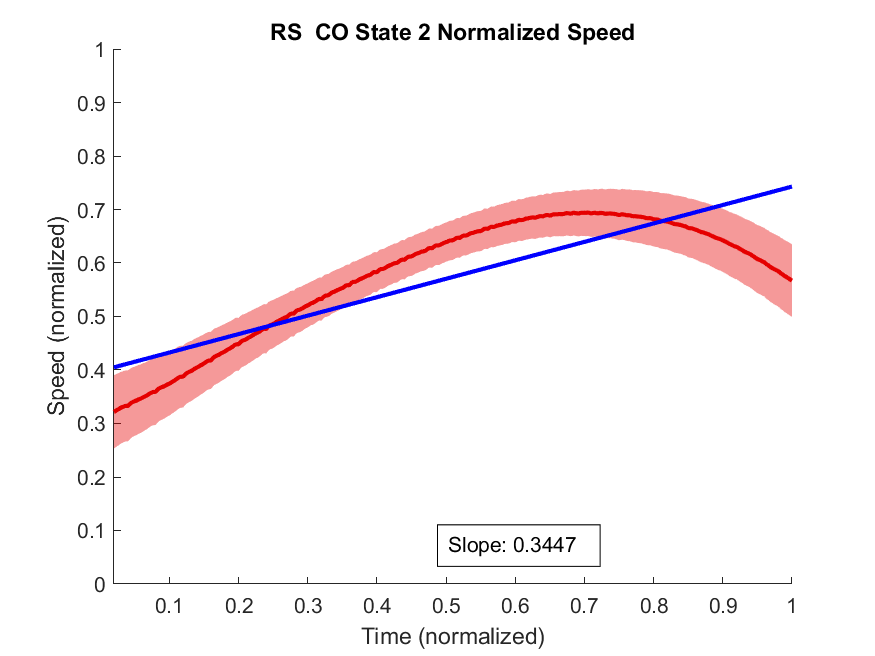 RS  CO State 2 Normalized Speed
Speed (normalized)
1
0.9
0.8
0.7
0.6
0.5
0.4
0.3
0.2
0.1
0
Slope: 0.3447
0.1 0.2 0.3 0.4 0.5 0.6 0.7 0.8 0.9 1
Time (normalized)